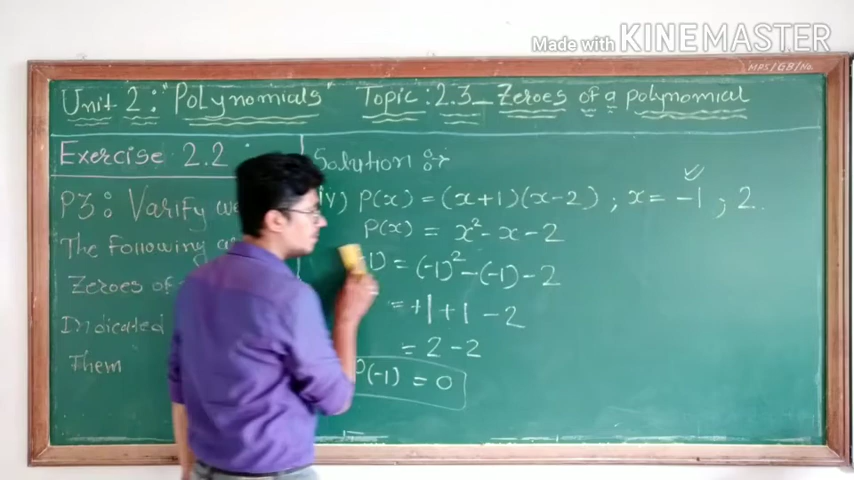 Made with KINEMASTER
Unit 2 : "Polynomials" Topic : 2.3_ Zeroes of a polynomial
Exercise 2.2 :
P3: Varify
The following
Zeroes of
Indicated
Them
Solution :-
iv) P(x) = (x+1)(x-2) ; x = -1 ; 2
P(x) = x² - x - 2
= (-1)² - (-1) - 2
= +1 + 1 - 2
= 2 - 2
P(-1) = 0